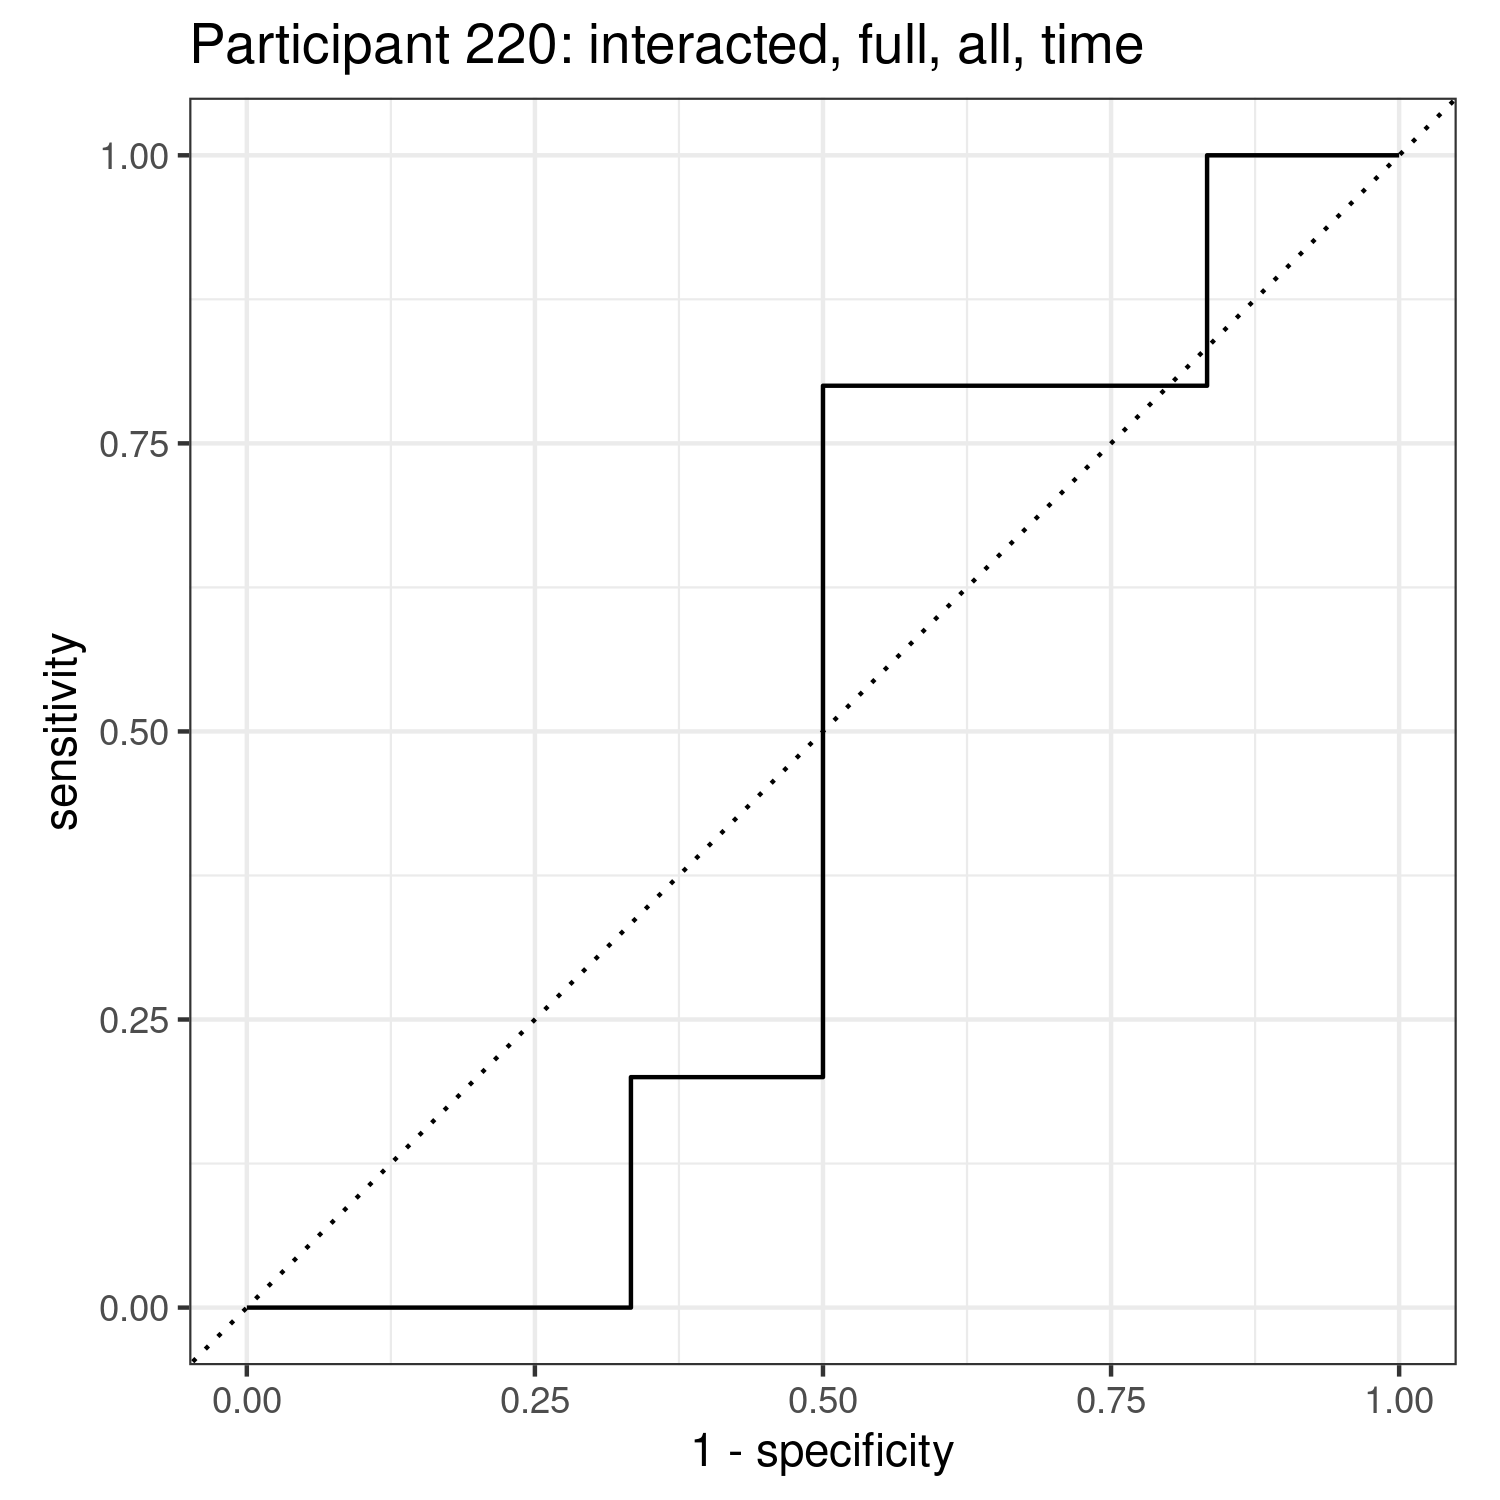 Participant 220: interacted, full, all, time
1.00
0.75
0.50
0.25
0.00
sensitivity
0.00 0.25 0.50 0.75 1.00
1 - specificity